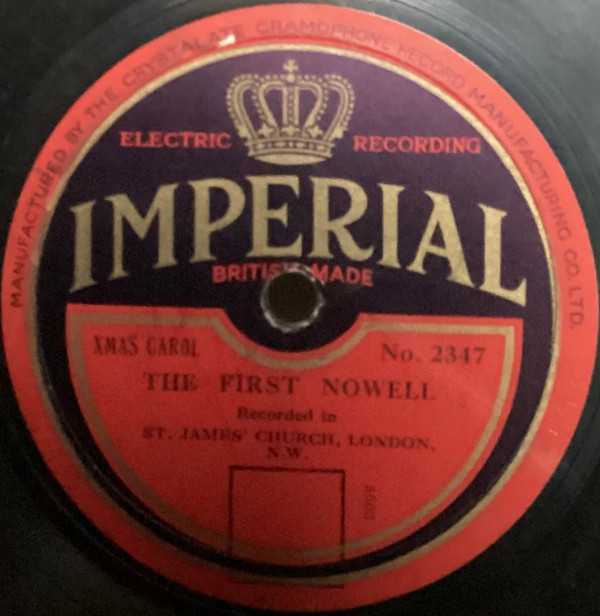 MANUFACTURED BY THE CRYSTALATE GRAMOPHONE RECORD MANUFACTURING CO. LTD.
ELECTRIC RECORDING
IMPERIAL
BRITISH MADE
XMAS CAROL
No. 2347
THE FIRST NOWELL
Recorded in
ST. JAMES' CHURCH, LONDON,
N.W.